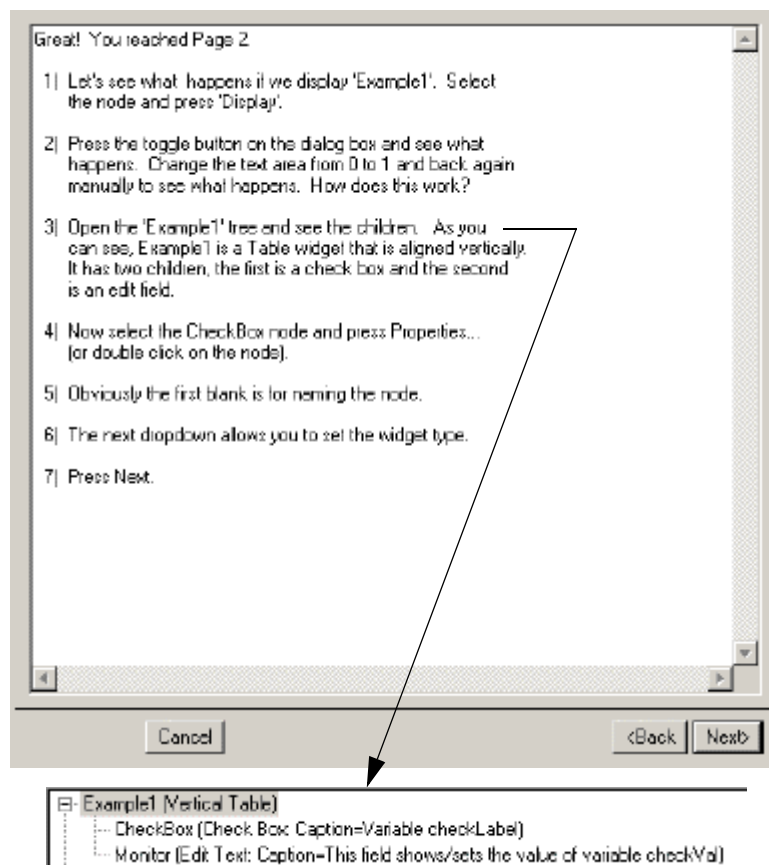 Great! You reached Page 2
1) Let's see what happens if we display 'Example1'. Select
the node and press 'Display'.
2) Press the toggle button on the dialog box and see what
happens. Change the text area from 0 to 1 and back again
manually to see what happens. How does this work?
3) Open the 'Example1' tree and see the children. As you
can see, Example1 is a Table widget that is aligned vertically.
It has two children, the first is a check box and the second
is an edit field.
4) Now select the CheckBox node and press Properties...
(or double click on the node).
5) Obviously the first blank is for naming the node.
6) The next dropdown allows you to set the widget type.
7) Press Next.
Cancel
<Back
Next>
Example1 (Vertical Table)
CheckBox (Check Box: Caption=Variable checkLabel)
Monitor (Edit Text: Caption=This field shows/sets the value of variable checkVal)